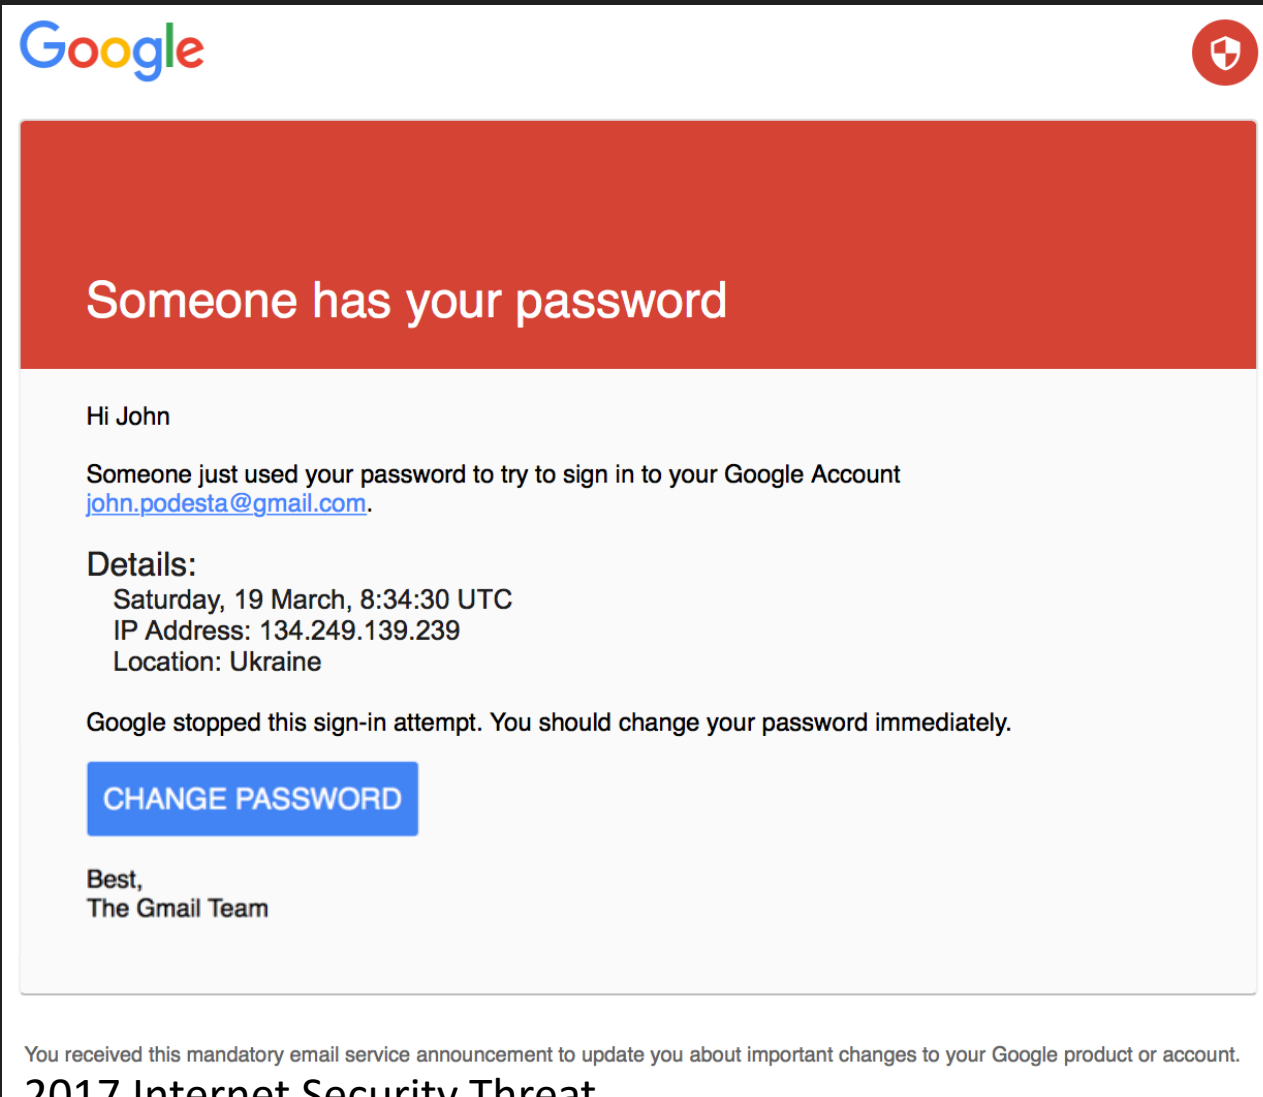 Google
Someone has your password
Hi John
Someone just used your password to try to sign in to your Google Account
john.podesta@gmail.com.
Details:
Saturday, 19 March, 8:34:30 UTC
IP Address: 134.249.139.239
Location: Ukraine
Google stopped this sign-in attempt. You should change your password immediately.
CHANGE PASSWORD
Best,
The Gmail Team
You received this mandatory email service announcement to update you about important changes to your Google product or account.
2017 Internet Security Threat